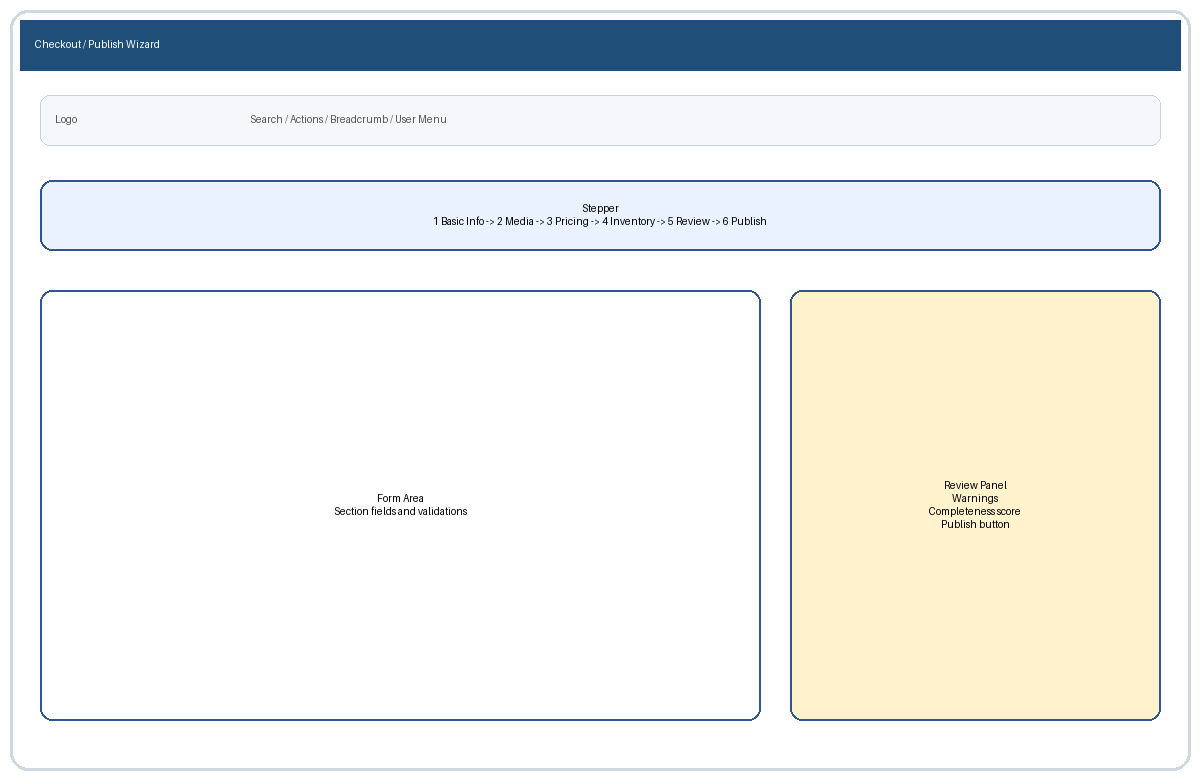 Checkout / Publish Wizard
Logo
Search / Actions / Breadcrumb / User Menu
Stepper
1 Basic Info -> 2 Media -> 3 Pricing -> 4 Inventory -> 5 Review -> 6 Publish
Form Area
Section fields and validations
Review Panel
Warnings
Completeness score
Publish button